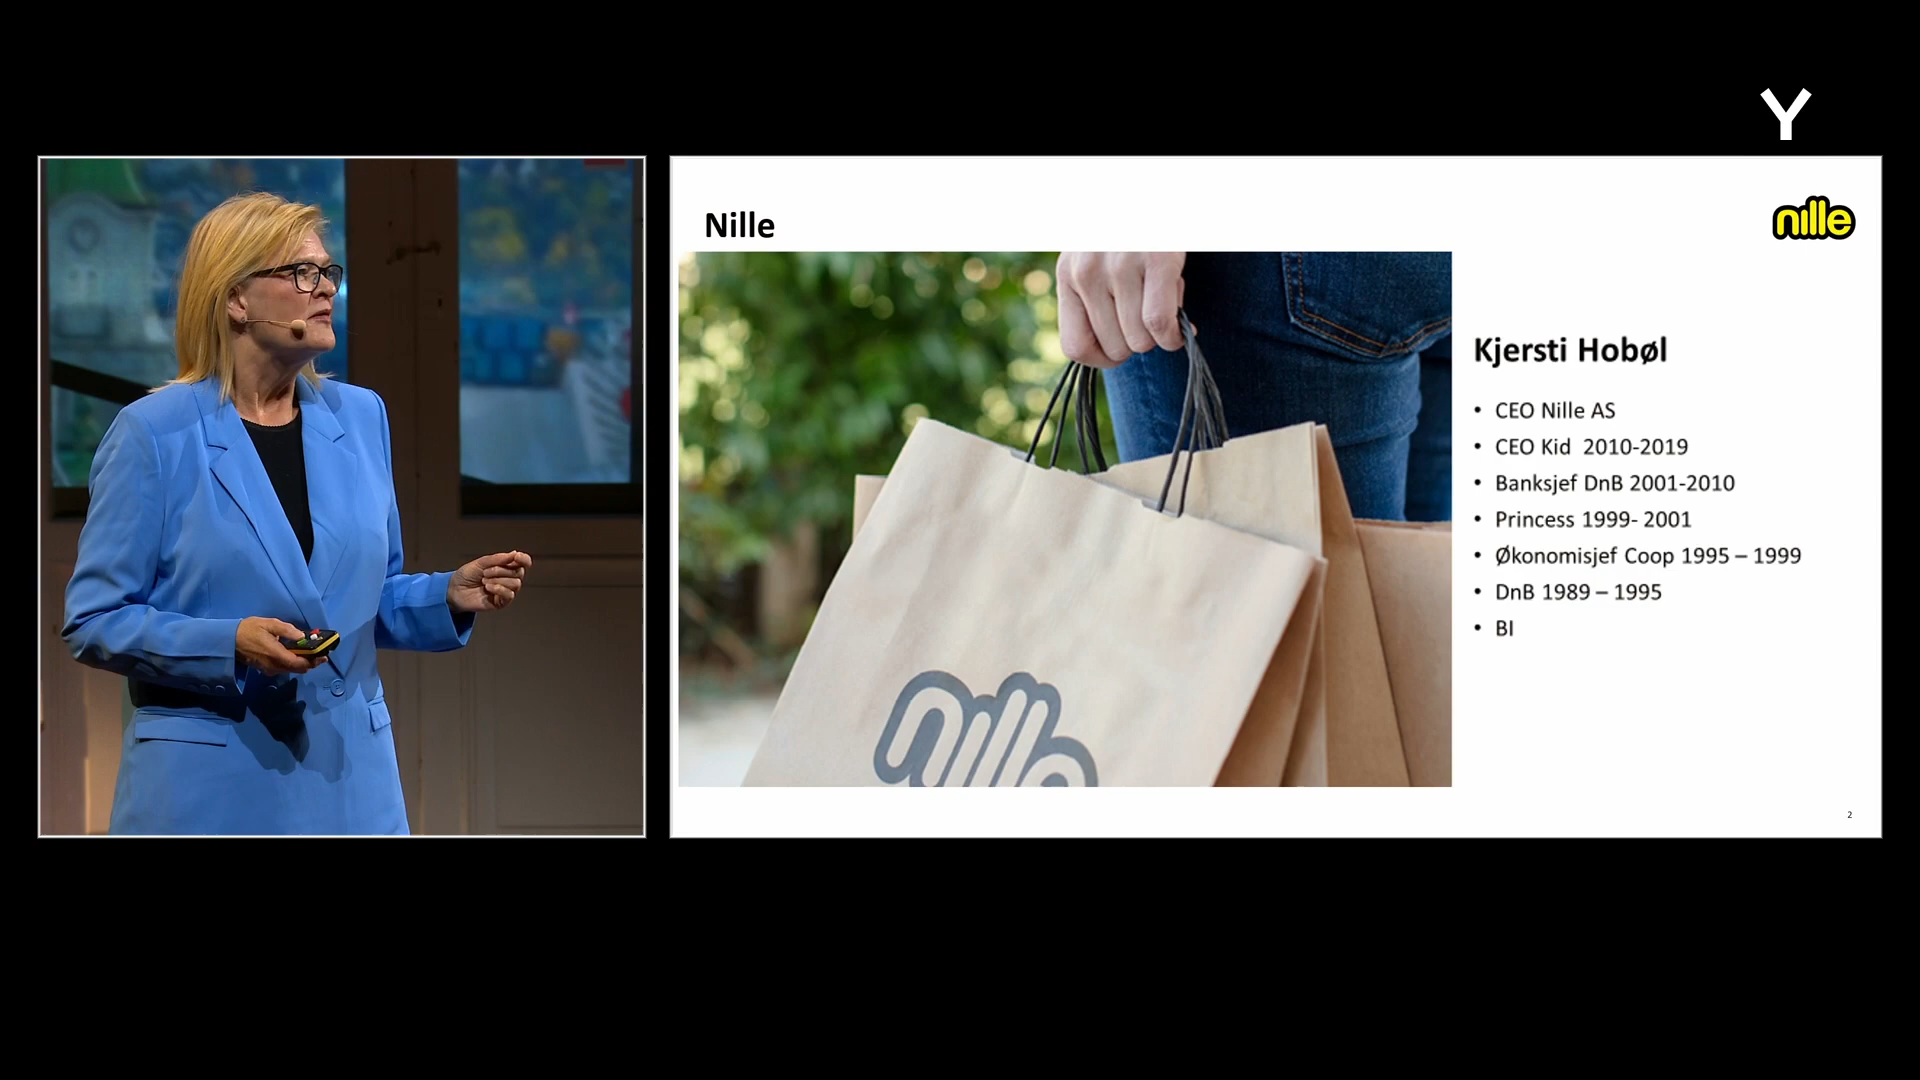 Y
Nille
nille
nille
Kjersti Hobøl
• CEO Nille AS
• CEO Kid  2010-2019
• Banksjef DnB 2001-2010
• Princess 1999- 2001
• Økonomisjef Coop 1995 – 1999
• DnB 1989 – 1995
• BI
2